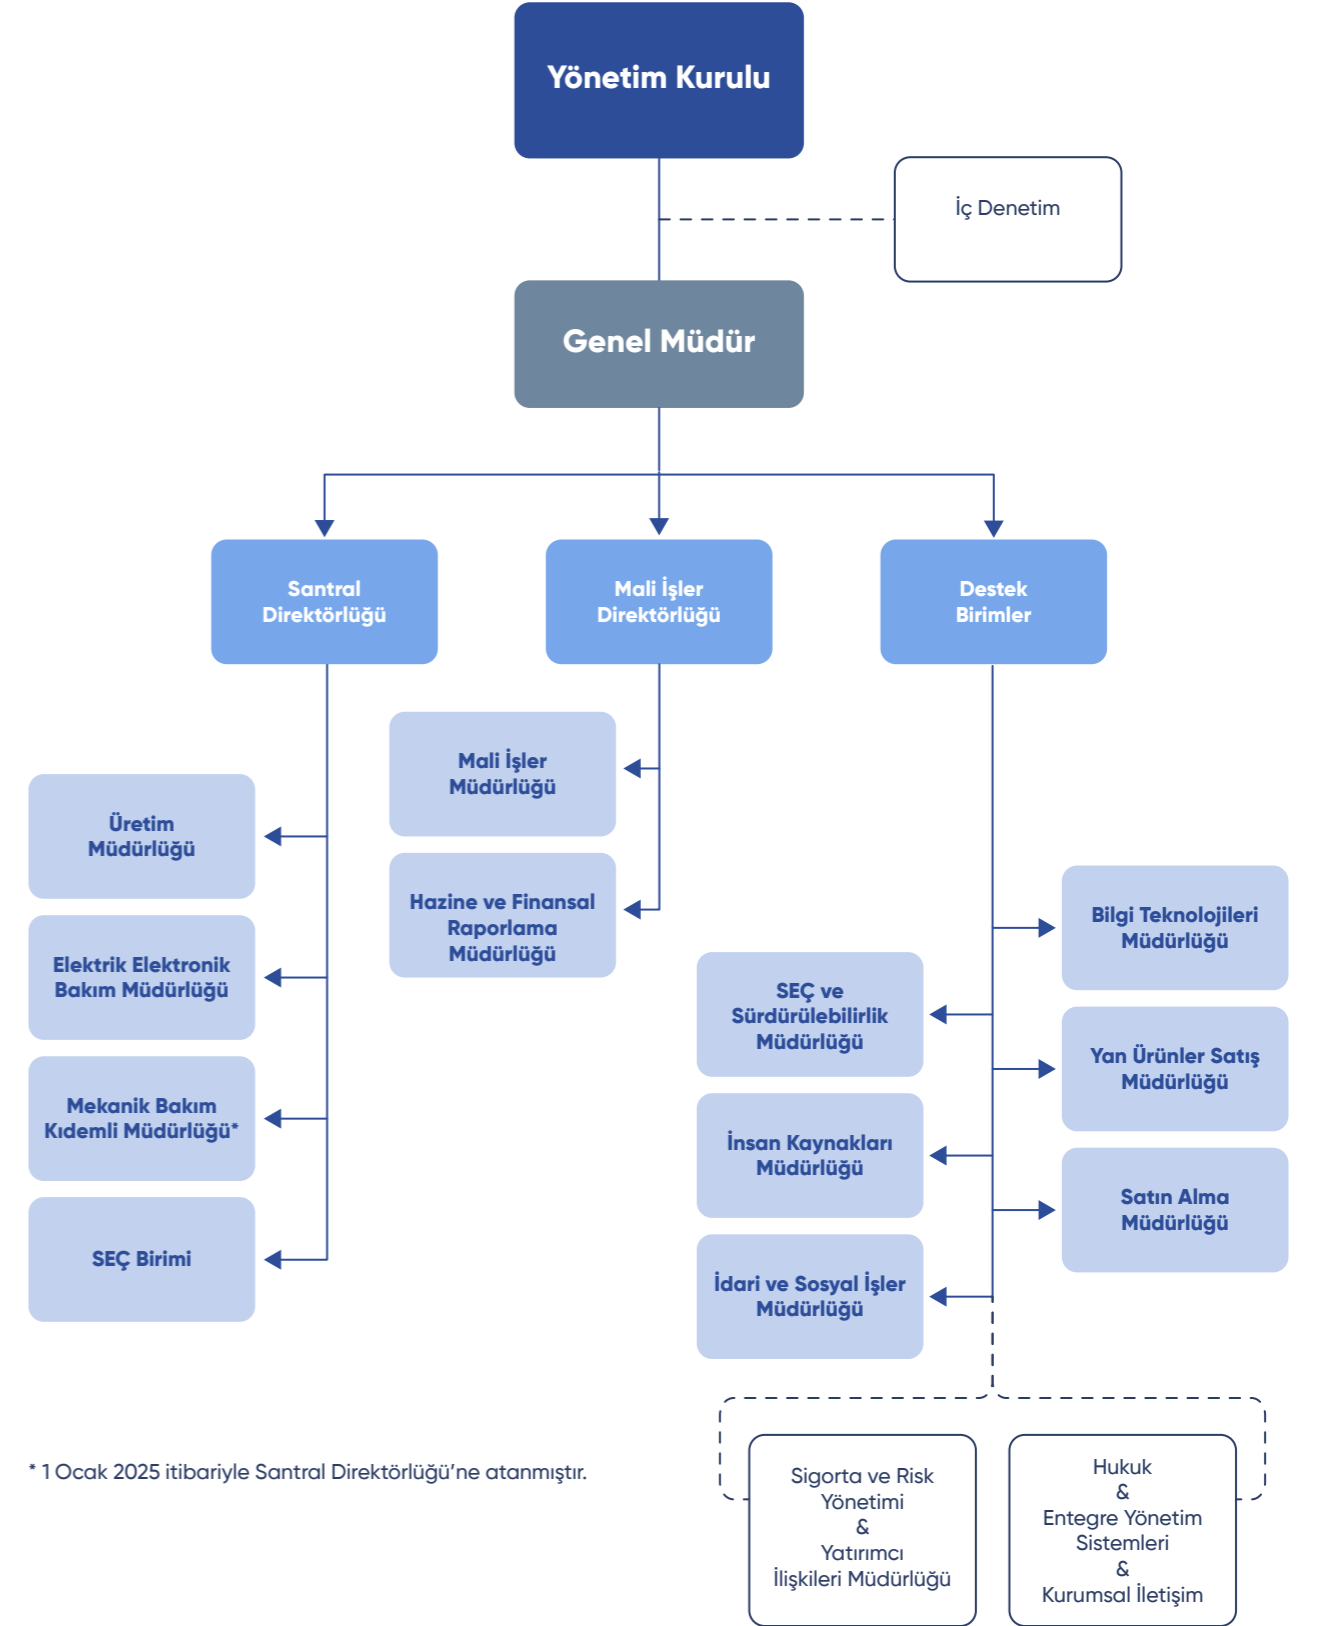 Yönetim Kurulu
İç Denetim
Genel Müdür
Santral
Direktörlüğü
Mali İşler
Direktörlüğü
Destek
Birimler
Üretim
Müdürlüğü
Elektrik Elektronik
Bakım Müdürlüğü
Mekanik Bakım
Kıdemli Müdürlüğü*
SEÇ Birimi
Mali İşler
Müdürlüğü
Hazine ve Finansal
Raporlama
Müdürlüğü
SEÇ ve
Sürdürülebilirlik
Müdürlüğü
İnsan Kaynakları
Müdürlüğü
İdari ve Sosyal İşler
Müdürlüğü
Bilgi Teknolojileri
Müdürlüğü
Yan Ürünler Satış
Müdürlüğü
Satın Alma
Müdürlüğü
Sigorta ve Risk
Yönetimi
&
Yatırımcı
İlişkileri Müdürlüğü
Hukuk
&
Entegre Yönetim
Sistemleri
&
Kurumsal İletişim
* 1 Ocak 2025 itibariyle Santral Direktörlüğü’ne atanmıştır.